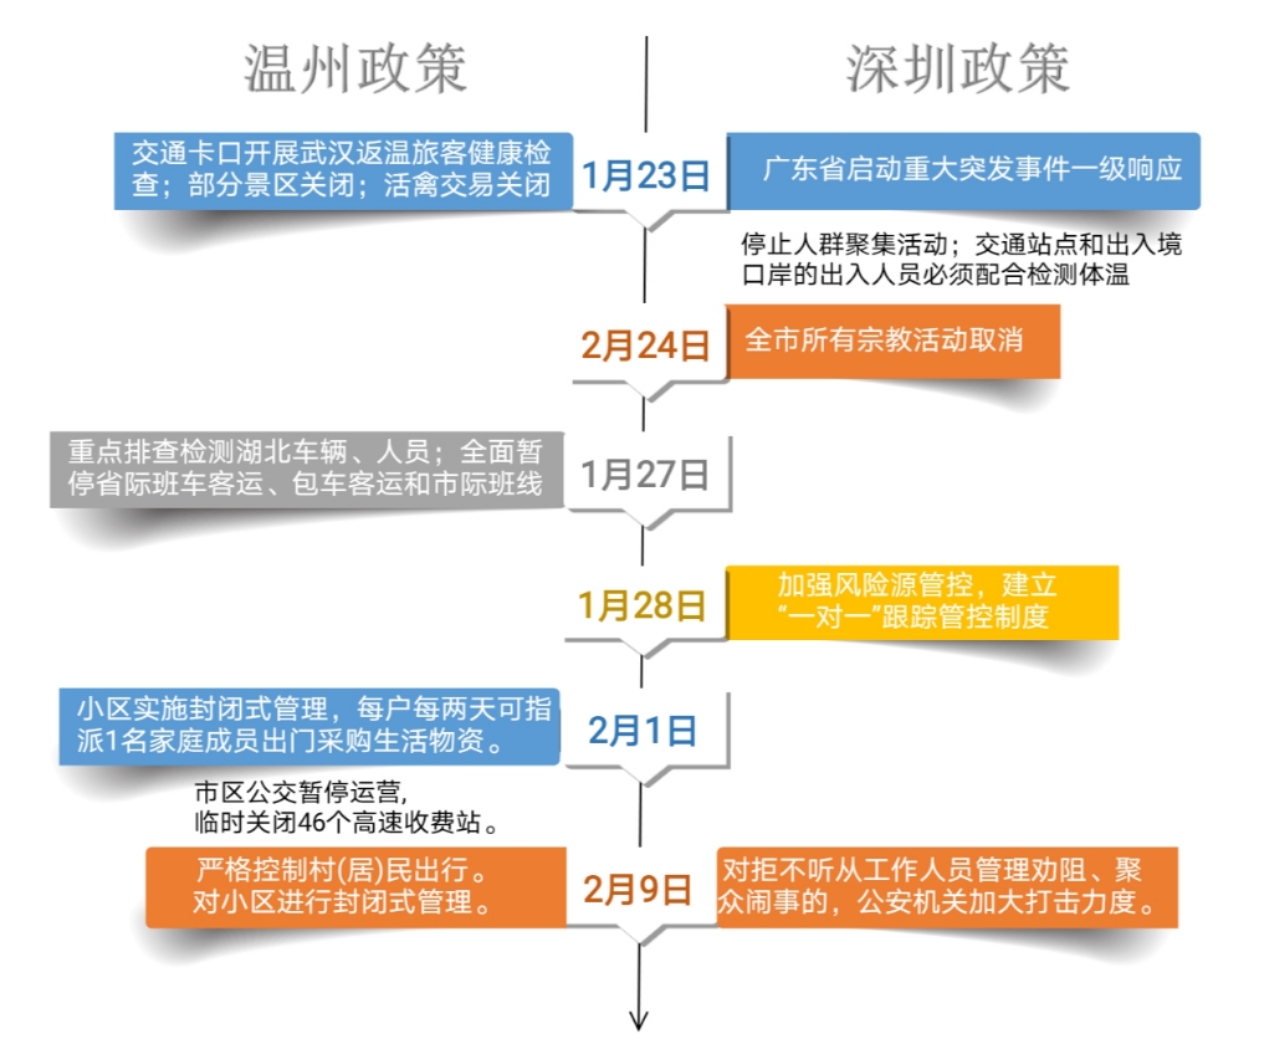 温州政策
深圳政策
交通卡口开展武汉返温旅客健康检
查；部分景区关闭；活禽交易关闭
1月23日
广东省启动重大突发事件一级响应
停止人群聚集活动；交通站点和出入境
口岸的出入人员必须配合检测体温
2月24日
全市所有宗教活动取消
重点排查检测湖北车辆、人员；全面暂
停省际班车客运、包车客运和市际班线
1月27日
1月28日
加强风险源管控，建立
“一对一”跟踪管控制度
小区实施封闭式管理，每户每两天可指
派1名家庭成员出门采购生活物资。
2月1日
市区公交暂停运营,
临时关闭46个高速收费站。
严格控制村(居)民出行。
对小区进行封闭式管理。
2月9日
对拒不听从工作人员管理劝阻、聚
众闹事的，公安机关加大打击力度。